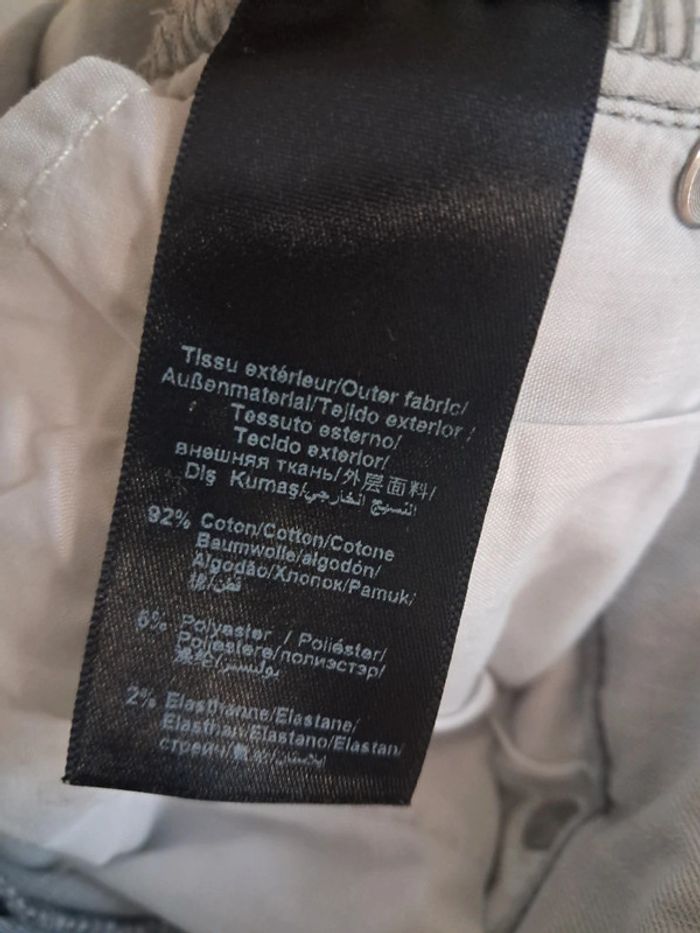 Tissu extérieur/Outer fabric/
Außenmaterial/Tejido exterior/
Tessuto esterno/
Tecido exterior/
внешняя ткань/外层面料/
Dış Kumaş/النسيج الخارجي
92% Coton/Cotton/Cotone
Baumwolle/algodón/
Algodão/Хлопок/Pamuk/
棉/قطن
6% Polyester / Poliéster/
Poliestere/полиэстэр/
بوليستر
2% Elasthanne/Elastane/
Elasthan/Elastano/Elastan/
стрейч